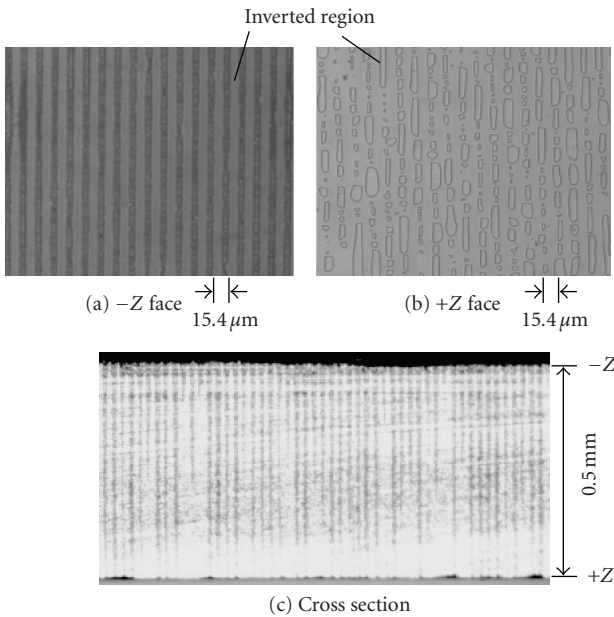 Inverted region
(a) −Z face
15.4 μm
(b) +Z face
15.4 μm
−Z
0.5 mm
+Z
(c) Cross section